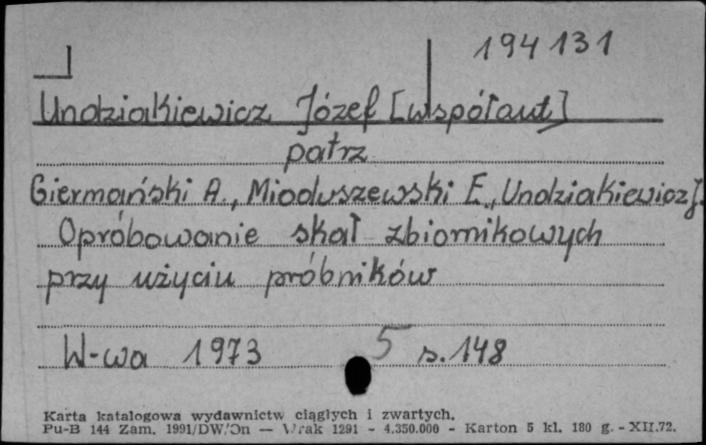 194131
Undziakiewicz Józef [współaut]
patrz
Giermański A., Mioduszewski E., Undziakiewicz J.
Opróbowanie skał zbiornikowych
przy użyciu próbników
W-wa 1973 5 s. 148
Karta katalogowa wydawnictw ciągłych i zwartych.
Pu-B 144 Zam. 1991/DW/On — 1291 - 4.350.000 - Karton 5 kl. 180 g. - XII.72.